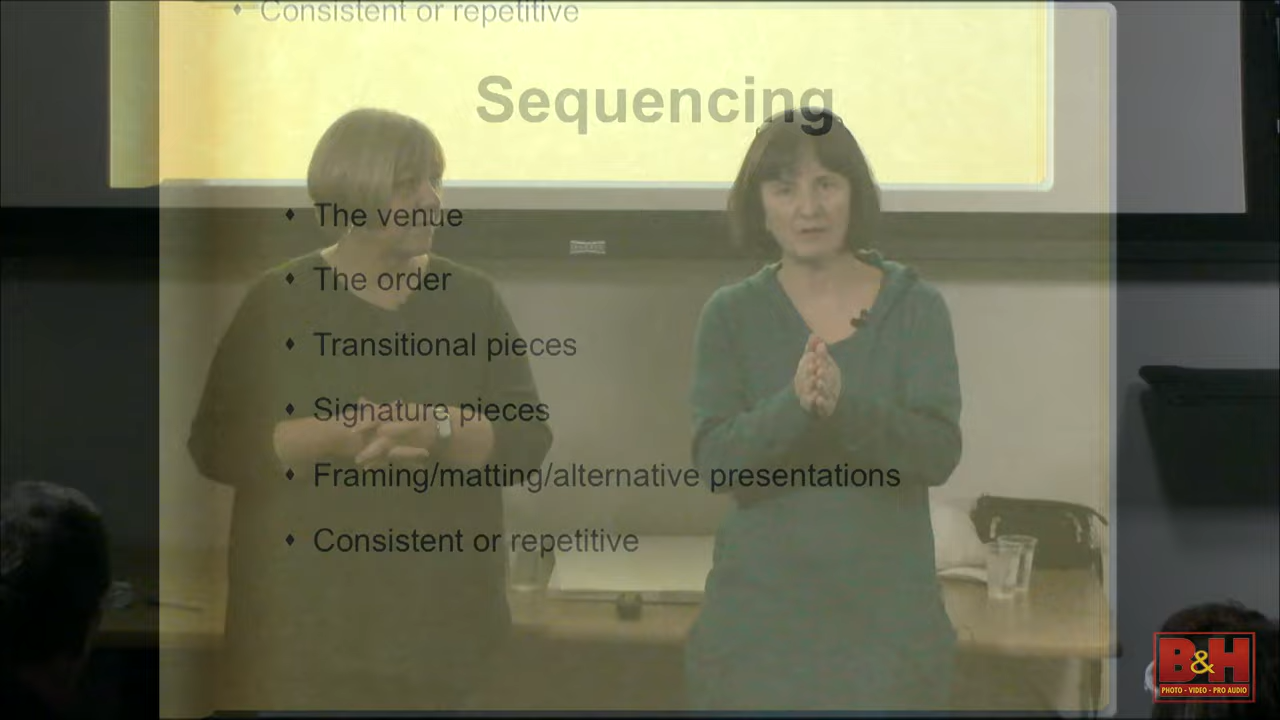 Consistent or repetitive
Sequencing
The venue
The order
Transitional pieces
Signature pieces
Framing/matting/alternative presentations
Consistent or repetitive
B&H
PHOTO - VIDEO - PRO AUDIO